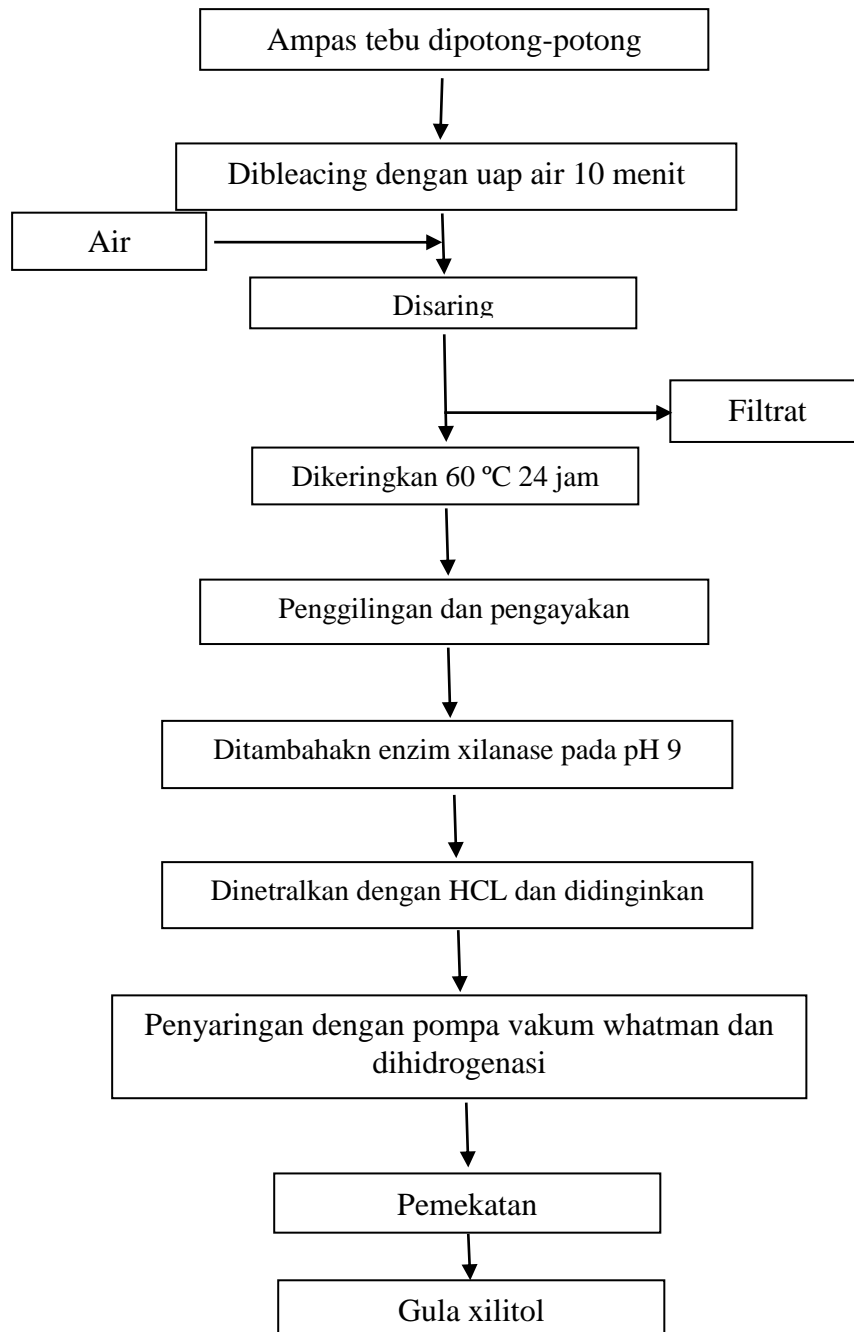 Ampas tebu dipotong-potong
Dibleacing dengan uap air 10 menit
Air
Disaring
Filtrat
Dikeringkan 60 ºC 24 jam
Penggilingan dan pengayakan
Ditambahakn enzim xilanase pada pH 9
Dinetralkan dengan HCL dan didinginkan
Penyaringan dengan pompa vakum whatman dan
dihidrogenasi
Pemekatan
Gula xilitol